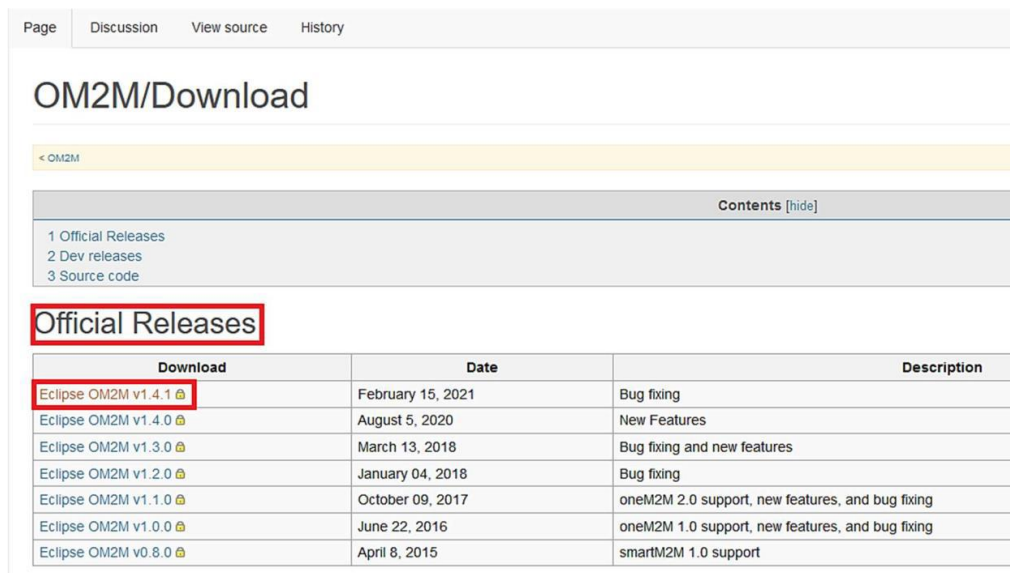 Page Discussion View source History
OM2M/Download
< OM2M
Contents [hide]
1 Official Releases
2 Dev releases
3 Source code
Official Releases
Download Date Description
Eclipse OM2M v1.4.1 February 15, 2021 Bug fixing
Eclipse OM2M v1.4.0 August 5, 2020 New Features
Eclipse OM2M v1.3.0 March 13, 2018 Bug fixing and new features
Eclipse OM2M v1.2.0 January 04, 2018 Bug fixing
Eclipse OM2M v1.1.0 October 09, 2017 oneM2M 2.0 support, new features, and bug fixing
Eclipse OM2M v1.0.0 June 22, 2016 oneM2M 1.0 support, new features, and bug fixing
Eclipse OM2M v0.8.0 April 8, 2015 smartM2M 1.0 support